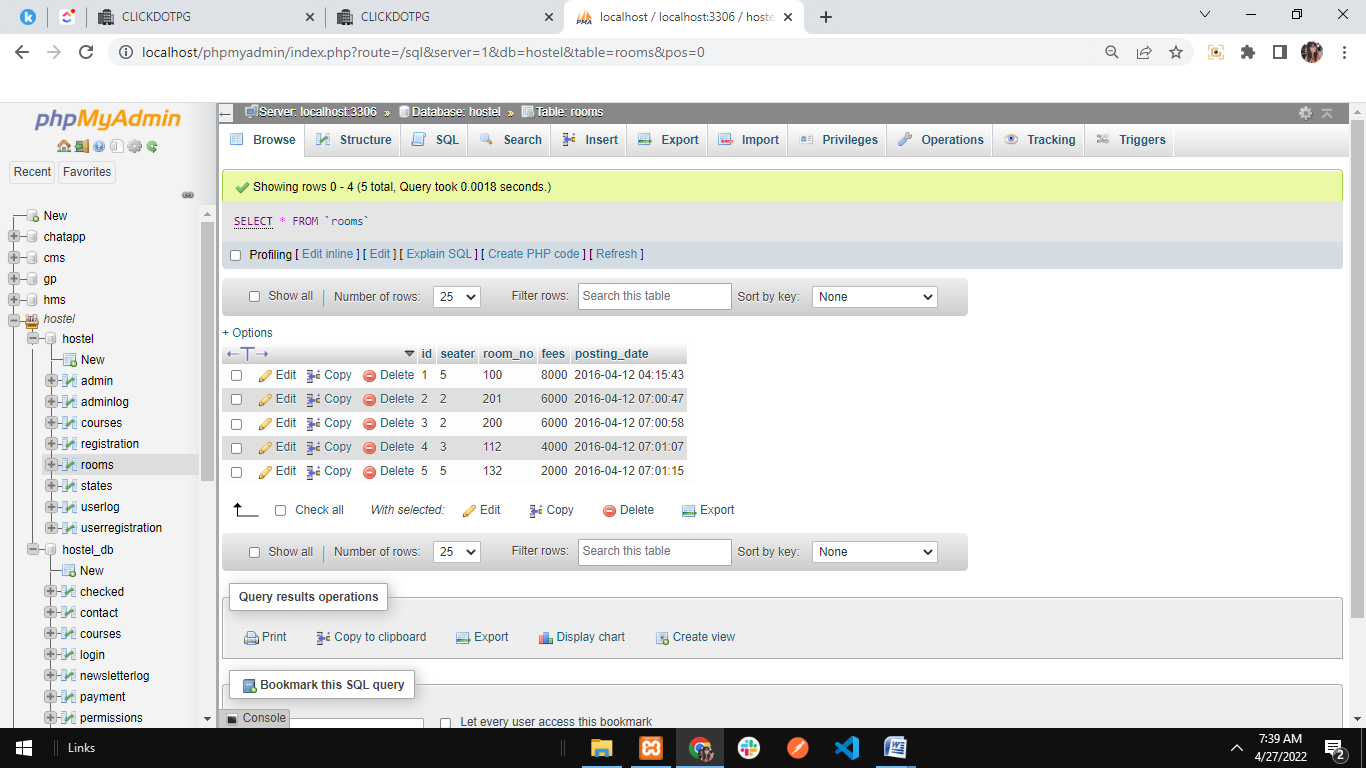 CLICKDOTPG
CLICKDOTPG
localhost / localhost:3306 / hoste
localhost/phpmyadmin/index.php?route=/sql&server=1&db=hostel&table=rooms&pos=0
phpMyAdmin
Recent Favorites
New
chatapp
cms
gp
hms
hostel
hostel
New
admin
adminlog
courses
registration
rooms
states
userlog
userregistration
hostel_db
New
checked
contact
courses
login
newsletterlog
payment
permissions
Server: localhost:3306 » Database: hostel » Table: rooms
Browse Structure SQL Search Insert Export Import Privileges Operations Tracking Triggers
Showing rows 0 - 4 (5 total, Query took 0.0018 seconds.)
SELECT * FROM `rooms`
Profiling [ Edit inline ] [ Edit ] [ Explain SQL ] [ Create PHP code ] [ Refresh ]
Show all | Number of rows: 25 Filter rows: Search this table Sort by key: None
+ Options
←T→ id seater room_no fees posting_date
Edit Copy Delete 1 5 100 8000 2016-04-12 04:15:43
Edit Copy Delete 2 2 201 6000 2016-04-12 07:00:47
Edit Copy Delete 3 2 200 6000 2016-04-12 07:00:58
Edit Copy Delete 4 3 112 4000 2016-04-12 07:01:07
Edit Copy Delete 5 5 132 2000 2016-04-12 07:01:15
Check all With selected: Edit Copy Delete Export
Show all | Number of rows: 25 Filter rows: Search this table Sort by key: None
Query results operations
Print Copy to clipboard Export Display chart Create view
Bookmark this SQL query
Console
Let every user access this bookmark
Links
7:39 AM
4/27/2022
2